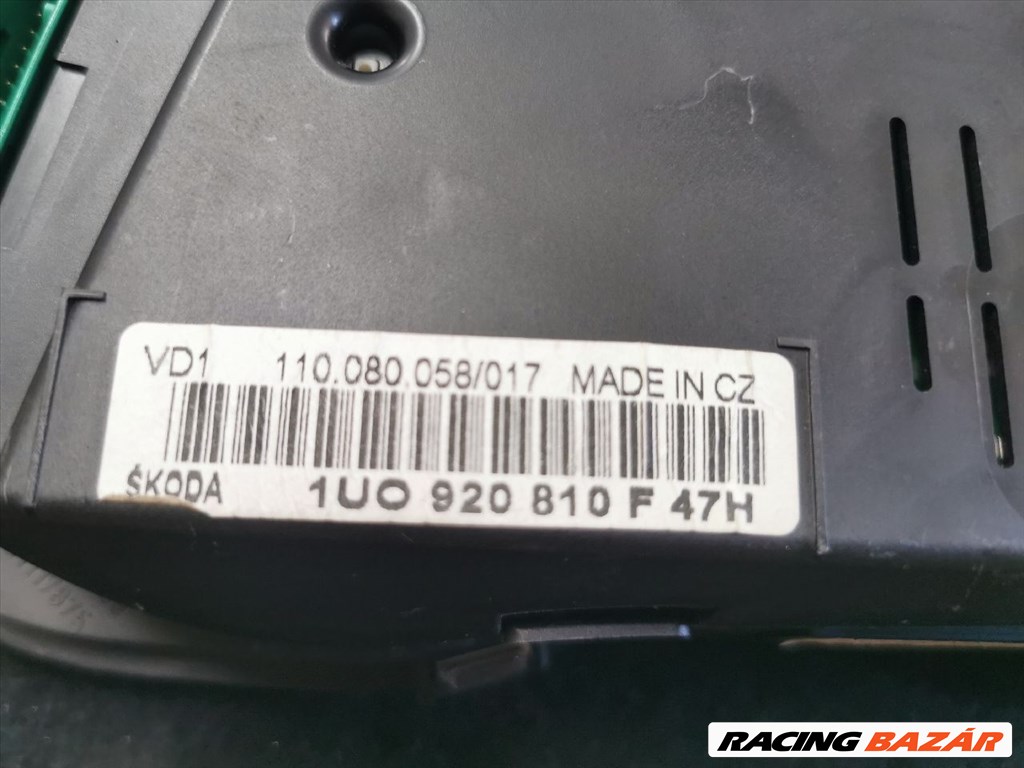 VD1 110.080.058/017 MADE IN CZ
ŠKODA 1U0 920 810 F 47H
RACING BAZÁR